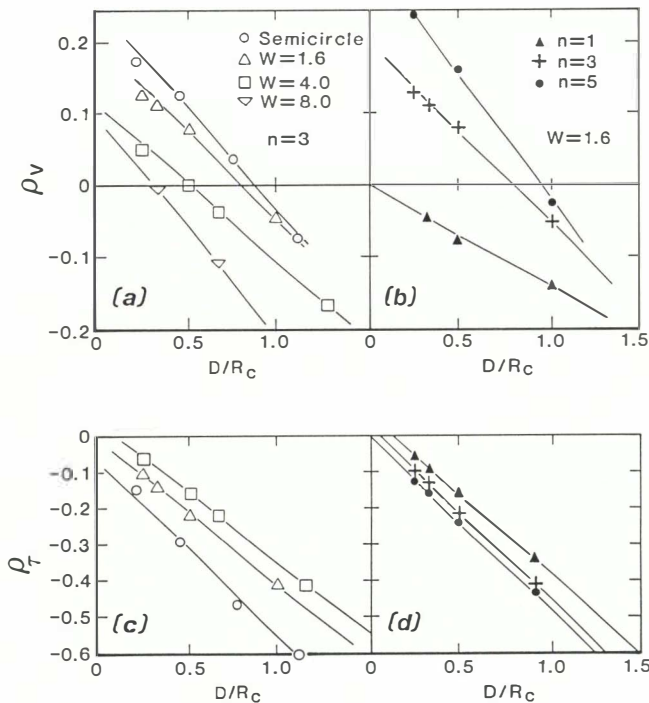 0.2
0.1
0
-0.1
-0.2
ρV
○ Semicircle
△ W=1.6
□ W=4.0
▽ W=8.0
n=3
(a)
0 0.5 1.0
D/Rc
▲ n=1
+ n=3
● n=5
W=1.6
(b)
0 0.5 1.0 1.5
D/Rc
0
-0.1
-0.2
-0.3
-0.4
-0.5
-0.6
ρτ
(c)
0 0.5 1.0
D/Rc
(d)
0 0.5 1.0 1.5
D/Rc